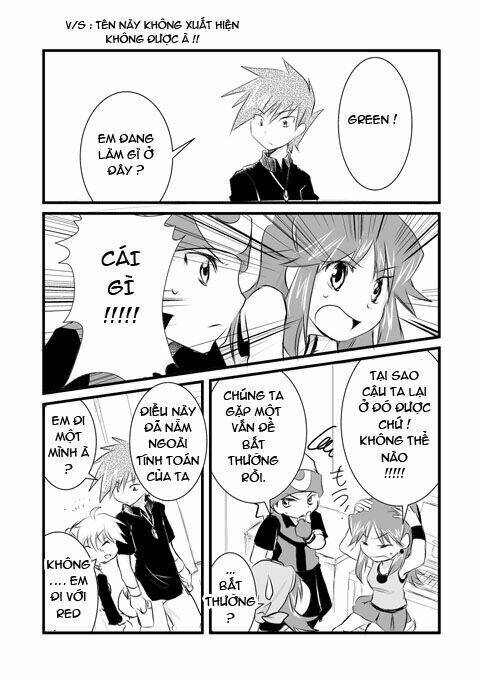 V/S : TÊN NÀY KHÔNG XUẤT HIỆN
KHÔNG ĐƯỢC À !!
GREEN !
EM ĐANG
LÀM GÌ Ở
ĐÂY ?
CÁI
GÌ
!!!!!
TẠI SAO
CẬU TA LẠI
Ở ĐÓ ĐƯỢC
CHỨ !
KHÔNG THỂ
NÀO
!!!!!
CHÚNG TA
GẶP MỘT
VẤN ĐỀ
BẤT
THƯỜNG
RỒI.
...
BẤT
THƯỜNG?
ĐIỀU NÀY
ĐÃ NẰM
NGOÀI
TÍNH TOÁN
CỦA TA
EM ĐI
MỘT
MÌNH À
?
KHÔNG
.... EM
ĐI VỚI
RED